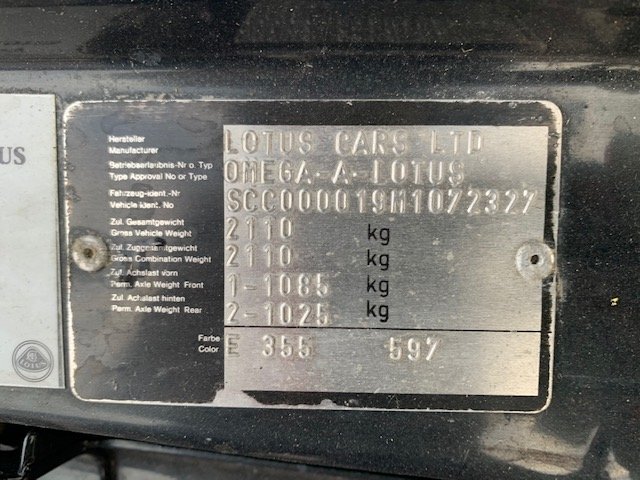 US
Hersteller
Manufacturer
LOTUS CARS LTD
Betriebserlaubnis-Nr o. Typ
Type Approval No or Type
OMEGA-A-LOTUS
Fahrzeug-ident.-Nr
Vehicle ident. No
SCC000019M1072327
Zul. Gesamtgewicht
Gross Vehicle Weight
2110 kg
Zul. Zuggesamtgewicht
Gross Combination Weight
2110 kg
Zul. Achslast vorn
Perm. Axle Weight Front
1-1085 kg
Zul. Achslast hinten
Perm. Axle Weight Rear
2-1025 kg
Farbe
Color
E 355 597
LOTUS